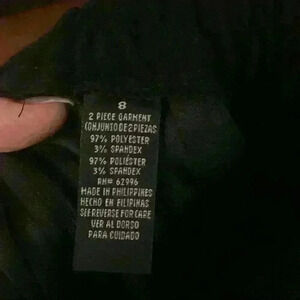 8
2 PIECE GARMENT
CONJUNTO DE 2 PIEZAS
97% POLYESTER
3% SPANDEX
97% POLIÉSTER
3% SPANDEX
RN# 62996
MADE IN PHILIPPINES
HECHO EN FILIPINAS
SEE REVERSE FOR CARE
VER AL DORSO
PARA CUIDADO